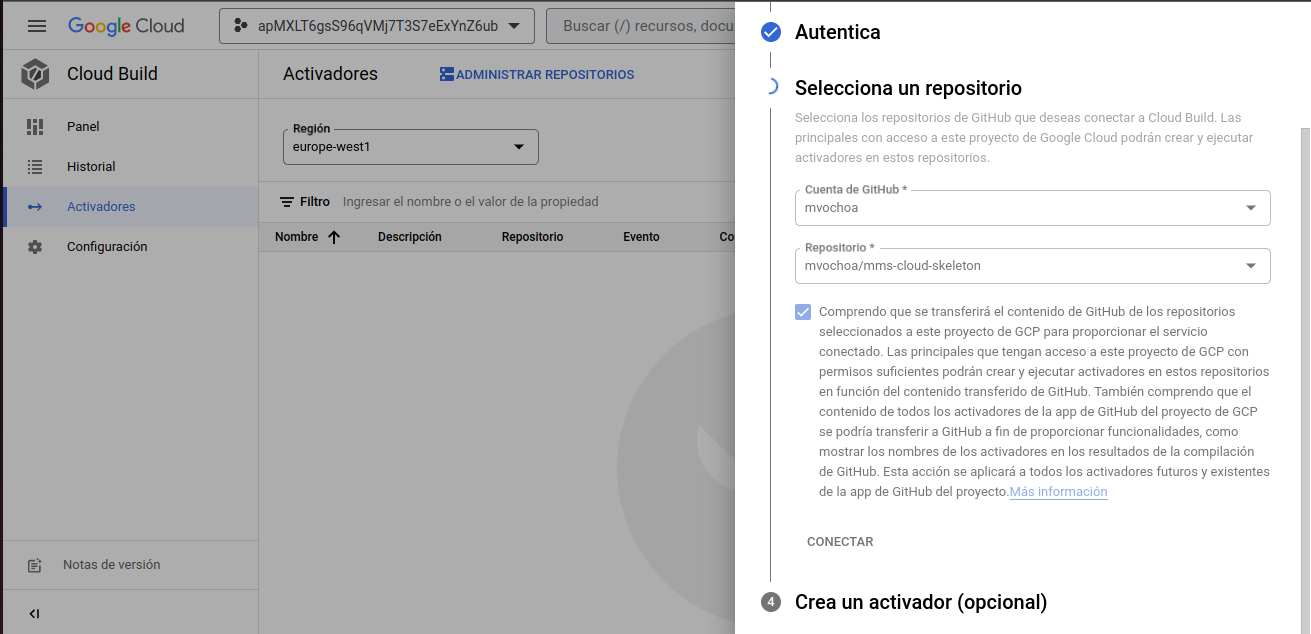 Google Cloud
apMXLT6gsS96qVMj7T3S7eExYnZ6ub
Buscar (/) recursos, docu
Cloud Build
Panel
Historial
Activadores
Configuración
Notas de versión
Activadores
ADMINISTRAR REPOSITORIOS
Región
europe-west1
Filtro
Ingresar el nombre o el valor de la propiedad
Nombre Descripción Repositorio Evento Co
Autentica
Selecciona un repositorio
Selecciona los repositorios de GitHub que deseas conectar a Cloud Build. Las
principales con acceso a este proyecto de Google Cloud podrán crear y ejecutar
activadores en estos repositorios.
Cuenta de GitHub *
mvochoa
Repositorio *
mvochoa/mms-cloud-skeleton
Comprendo que se transferirá el contenido de GitHub de los repositorios
seleccionados a este proyecto de GCP para proporcionar el servicio
conectado. Las principales que tengan acceso a este proyecto de GCP con
permisos suficientes podrán crear y ejecutar activadores en estos repositorios
en función del contenido transferido de GitHub. También comprendo que el
contenido de todos los activadores de la app de GitHub del proyecto de GCP
se podría transferir a GitHub a fin de proporcionar funcionalidades, como
mostrar los nombres de los activadores en los resultados de la compilación
de GitHub. Esta acción se aplicará a todos los activadores futuros y existentes
de la app de GitHub del proyecto.Más información
CONECTAR
4 Crea un activador (opcional)